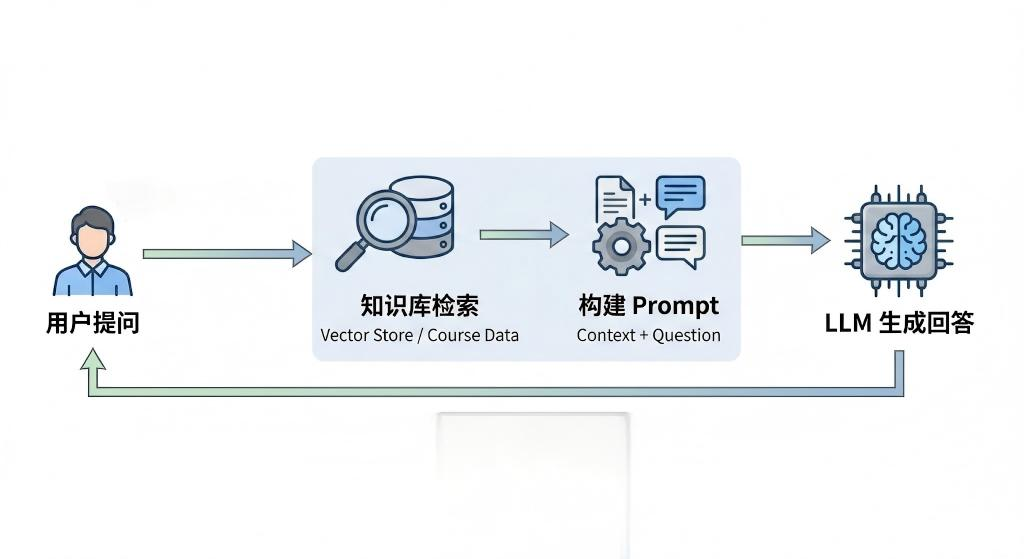 用户提问
知识库检索
Vector Store / Course Data
构建 Prompt
Context + Question
LLM 生成回答